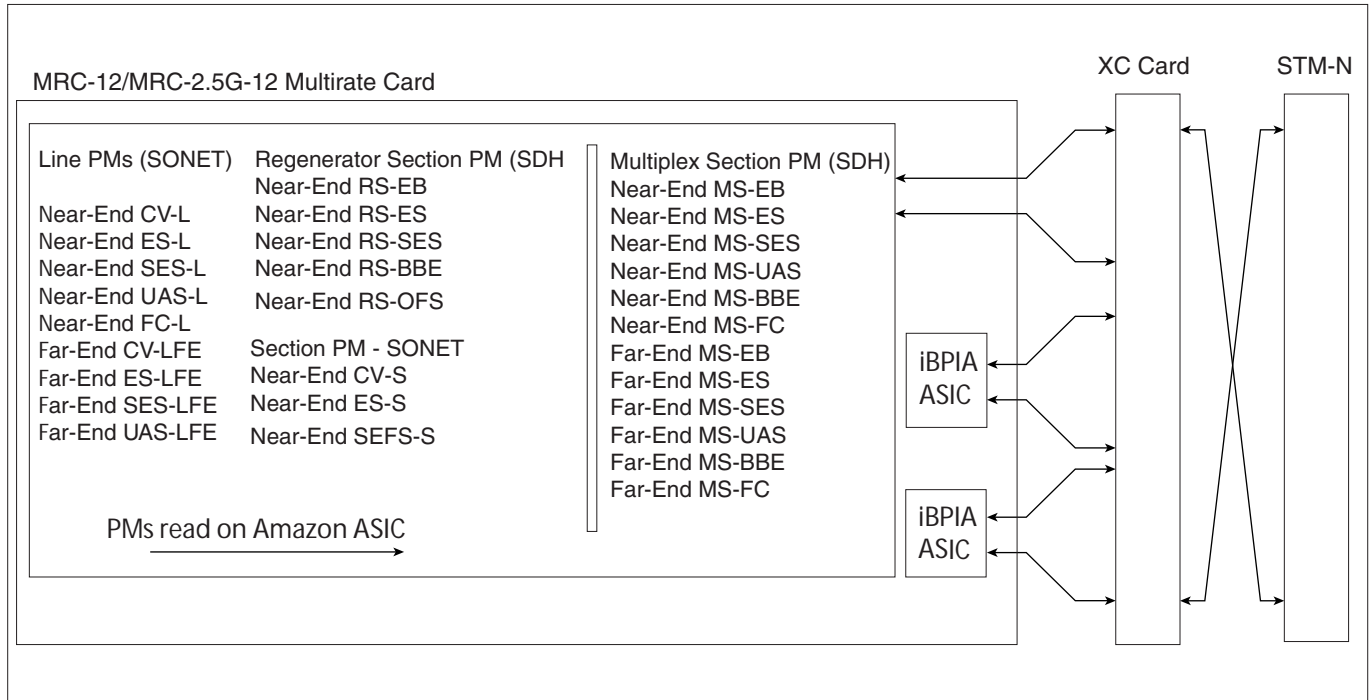 MRC-12/MRC-2.5G-12 Multirate Card
XC Card
STM-N
Line PMs (SONET)
Near-End CV-L
Near-End ES-L
Near-End SES-L
Near-End UAS-L
Near-End FC-L
Far-End CV-LFE
Far-End ES-LFE
Far-End SES-LFE
Far-End UAS-LFE
Regenerator Section PM (SDH
Near-End RS-EB
Near-End RS-ES
Near-End RS-SES
Near-End RS-BBE
Near-End RS-OFS
Section PM - SONET
Near-End CV-S
Near-End ES-S
Near-End SEFS-S
Multiplex Section PM (SDH)
Near-End MS-EB
Near-End MS-ES
Near-End MS-SES
Near-End MS-UAS
Near-End MS-BBE
Near-End MS-FC
Far-End MS-EB
Far-End MS-ES
Far-End MS-SES
Far-End MS-UAS
Far-End MS-BBE
Far-End MS-FC
PMs read on Amazon ASIC
iBPIA
ASIC
iBPIA
ASIC